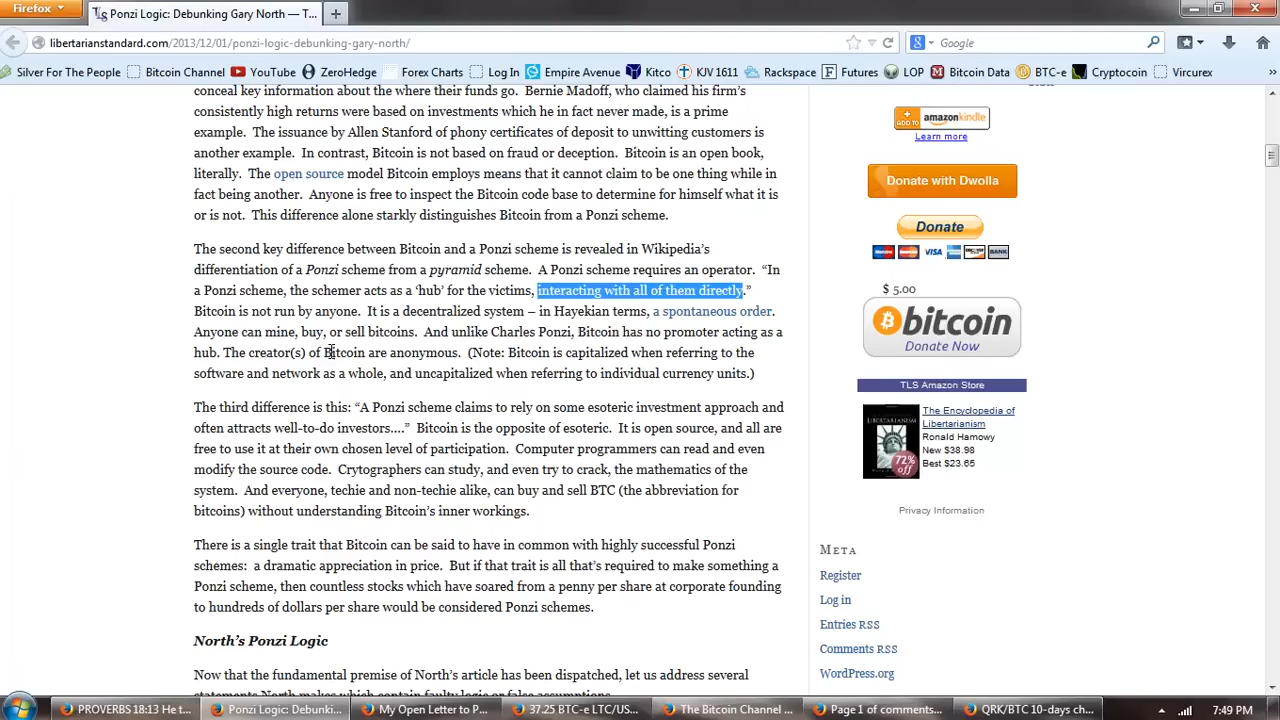 Firefox
Ponzi Logic: Debunking Gary North — T...
libertarianstandard.com/2013/12/01/ponzi-logic-debunking-gary-north/
Google
Silver For The People
Bitcoin Channel
YouTube
ZeroHedge
Forex Charts
Log In
Empire Avenue
Kitco
KJV 1611
Rackspace
Futures
LOP
Bitcoin Data
BTC-e
Cryptocoin
Vircurex
conceal key information about the where their funds go. Bernie Madoff, who claimed his firm's
consistently high returns were based on investments which he in fact never made, is a prime
example. The issuance by Allen Stanford of phony certificates of deposit to unwitting customers is
another example. In contrast, Bitcoin is not based on fraud or deception. Bitcoin is an open book,
literally. The open source model Bitcoin employs means that it cannot claim to be one thing while in
fact being another. Anyone is free to inspect the Bitcoin code base to determine for himself what it is
or is not. This difference alone starkly distinguishes Bitcoin from a Ponzi scheme.
The second key difference between Bitcoin and a Ponzi scheme is revealed in Wikipedia's
differentiation of a Ponzi scheme from a pyramid scheme. A Ponzi scheme requires an operator. “In
a Ponzi scheme, the schemer acts as a ‘hub’ for the victims, interacting with all of them directly.”
Bitcoin is not run by anyone. It is a decentralized system – in Hayekian terms, a spontaneous order.
Anyone can mine, buy, or sell bitcoins. And unlike Charles Ponzi, Bitcoin has no promoter acting as a
hub. The creator(s) of Bitcoin are anonymous. (Note: Bitcoin is capitalized when referring to the
software and network as a whole, and uncapitalized when referring to individual currency units.)
The third difference is this: “A Ponzi scheme claims to rely on some esoteric investment approach and
often attracts well-to-do investors....” Bitcoin is the opposite of esoteric. It is open source, and all are
free to use it at their own chosen level of participation. Computer programmers can read and even
modify the source code. Crytographers can study, and even try to crack, the mathematics of the
system. And everyone, techie and non-techie alike, can buy and sell BTC (the abbreviation for
bitcoins) without understanding Bitcoin's inner workings.
There is a single trait that Bitcoin can be said to have in common with highly successful Ponzi
schemes: a dramatic appreciation in price. But if that trait is all that's required to make something a
Ponzi scheme, then countless stocks which have soared from a penny per share at corporate founding
to hundreds of dollars per share would be considered Ponzi schemes.
North's Ponzi Logic
Now that the fundamental premise of North's article has been dispatched, let us address several
statements North makes which contain faulty logic or false assumptions.
ADD TO amazonkindle
Learn more
Donate with Dwolla
Donate
VISA
BANK
$ 5.00
bitcoin
Donate Now
TLS Amazon Store
LIBERTARIANISM
72%
off
The Encyclopedia of
Libertarianism
Ronald Hamowy
New $38.98
Best $23.65
Privacy Information
META
Register
Log in
Entries RSS
Comments RSS
WordPress.org
PROVERBS 18:13 He t...
Ponzi Logic: Debunki...
My Open Letter to P...
37.25 BTC-e LTC/US...
The Bitcoin Channel ...
Page 1 of comments...
QRK/BTC 10-days ch...
7:49 PM